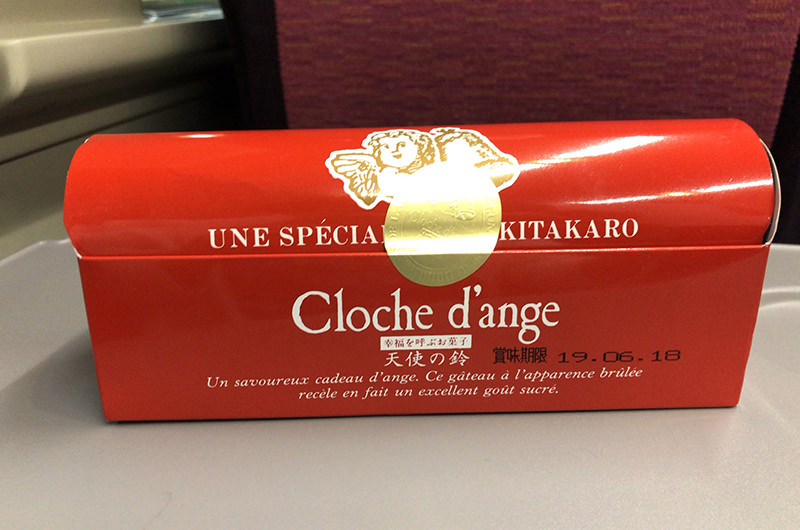 UNE SPÉCIA KITAKARO
Cloche d'ange
幸福を呼ぶお菓子
天使の鈴
賞味期限 19.06.18
Un savoureux cadeau d'ange. Ce gâteau à l'apparence brûlée
recèle en fait un excellent goût sucré.